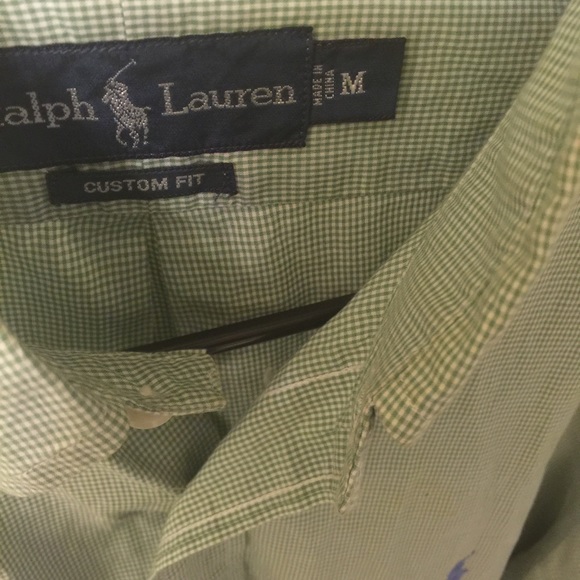 alph Lauren
MADE IN
CHINA
M
CUSTOM FIT